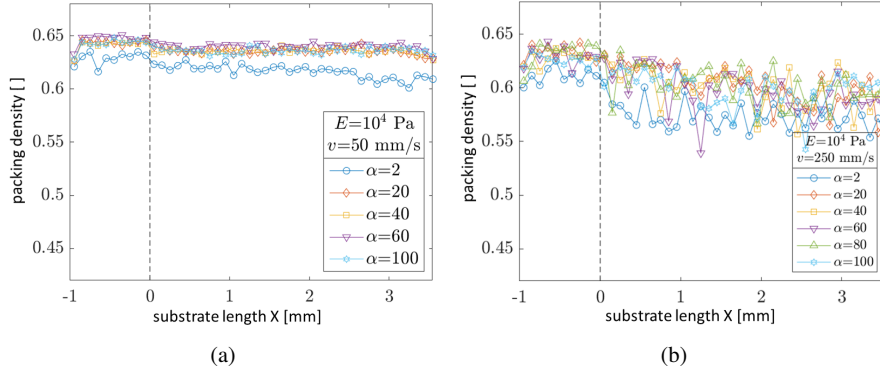 0.65
0.6
0.55
0.5
0.45
packing density [ ]
-1 0 1 2 3
substrate length X [mm]
E=10⁴ Pa
v=50 mm/s
α=2
α=20
α=40
α=60
α=100
(a)
0.65
0.6
0.55
0.5
0.45
packing density [ ]
-1 0 1 2 3
substrate length X [mm]
E=10⁴ Pa
v=250 mm/s
α=2
α=20
α=40
α=60
α=80
α=100
(b)